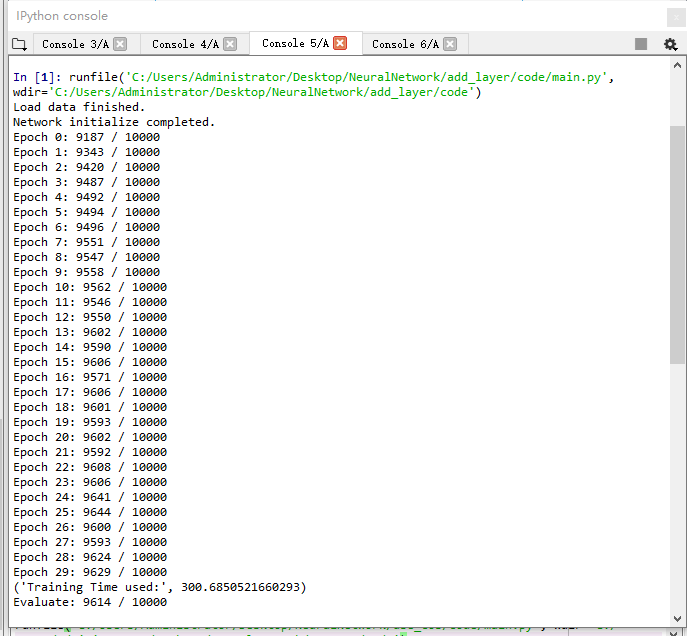 IPython console
Console 3/A
Console 4/A
Console 5/A
Console 6/A
In [1]: runfile('C:/Users/Administrator/Desktop/NeuralNetwork/add_layer/code/main.py',
wdir='C:/Users/Administrator/Desktop/NeuralNetwork/add_layer/code')
Load data finished.
Network initialize completed.
Epoch 0: 9187 / 10000
Epoch 1: 9343 / 10000
Epoch 2: 9420 / 10000
Epoch 3: 9487 / 10000
Epoch 4: 9492 / 10000
Epoch 5: 9494 / 10000
Epoch 6: 9496 / 10000
Epoch 7: 9551 / 10000
Epoch 8: 9547 / 10000
Epoch 9: 9558 / 10000
Epoch 10: 9562 / 10000
Epoch 11: 9546 / 10000
Epoch 12: 9550 / 10000
Epoch 13: 9602 / 10000
Epoch 14: 9590 / 10000
Epoch 15: 9606 / 10000
Epoch 16: 9571 / 10000
Epoch 17: 9606 / 10000
Epoch 18: 9601 / 10000
Epoch 19: 9593 / 10000
Epoch 20: 9602 / 10000
Epoch 21: 9592 / 10000
Epoch 22: 9608 / 10000
Epoch 23: 9606 / 10000
Epoch 24: 9641 / 10000
Epoch 25: 9644 / 10000
Epoch 26: 9600 / 10000
Epoch 27: 9593 / 10000
Epoch 28: 9624 / 10000
Epoch 29: 9629 / 10000
('Training Time used:', 300.6850521660293)
Evaluate: 9614 / 10000